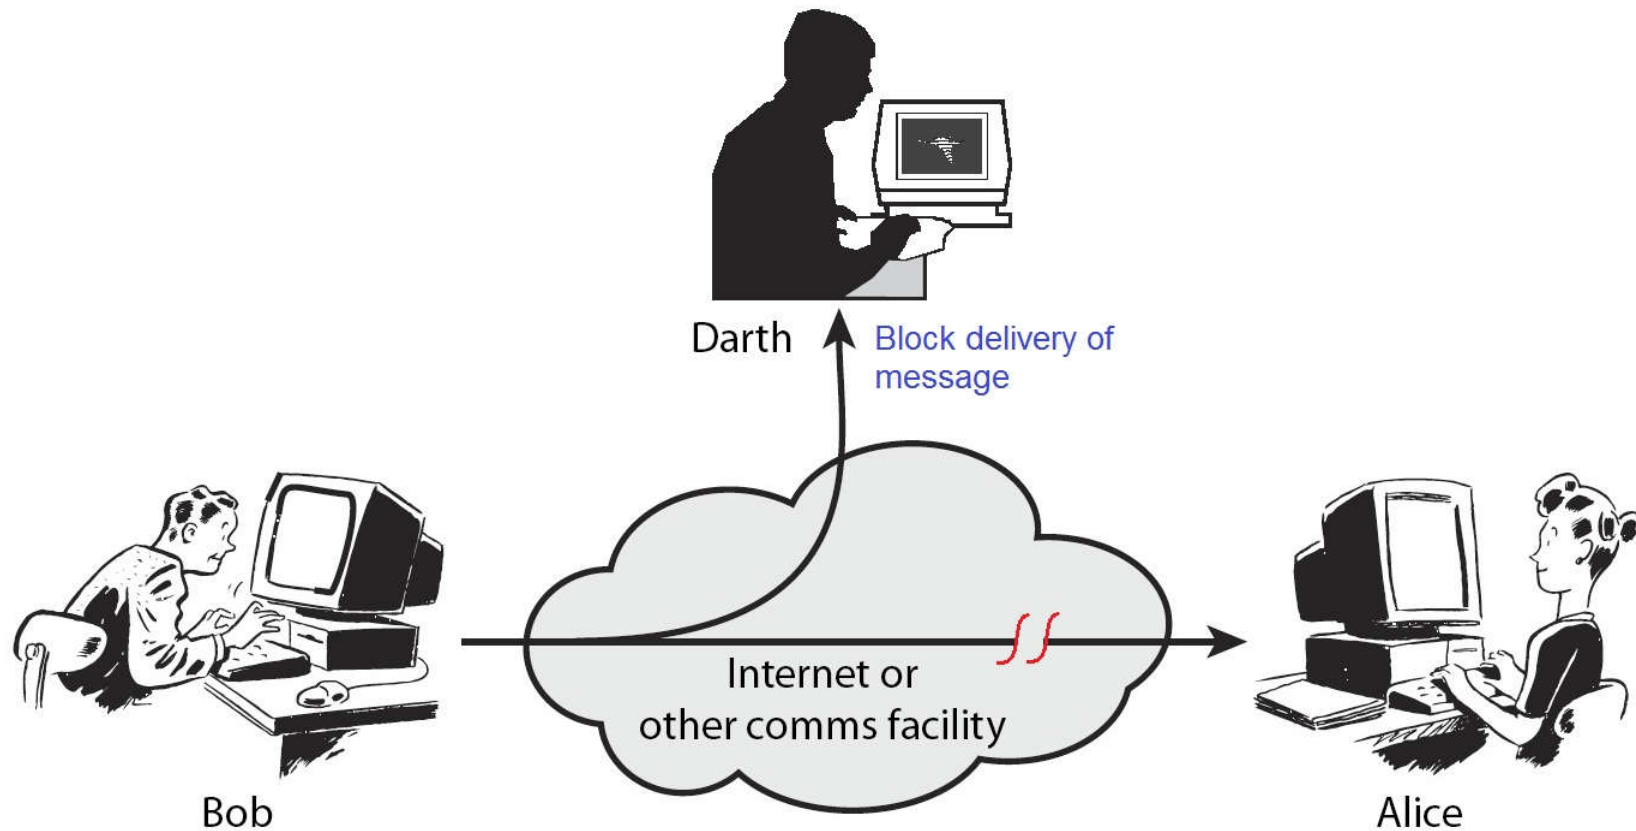 Darth
Block delivery of
message
Internet or
other comms facility
Bob
Alice